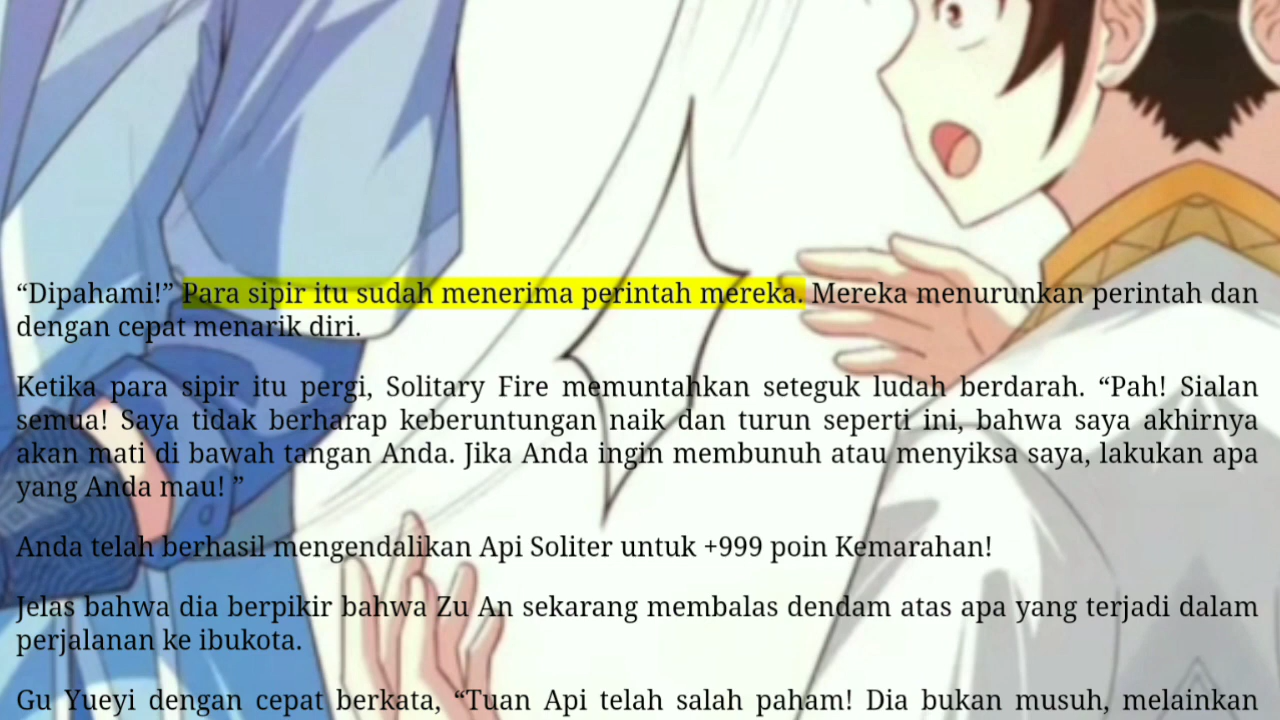 “Dipahami!” Para sipir itu sudah menerima perintah mereka. Mereka menurunkan perintah dan
dengan cepat menarik diri.
Ketika para sipir itu pergi, Solitary Fire memuntahkan seteguk ludah berdarah. “Pah! Sialan
semua! Saya tidak berharap keberuntungan naik dan turun seperti ini, bahwa saya akhirnya
akan mati di bawah tangan Anda. Jika Anda ingin membunuh atau menyiksa saya, lakukan apa
yang Anda mau! ”
Anda telah berhasil mengendalikan Api Soliter untuk +999 poin Kemarahan!
Jelas bahwa dia berpikir bahwa Zu An sekarang membalas dendam atas apa yang terjadi dalam
perjalanan ke ibukota.
Gu Yueyi dengan cepat berkata, “Tuan Api telah salah paham! Dia bukan musuh, melainkan